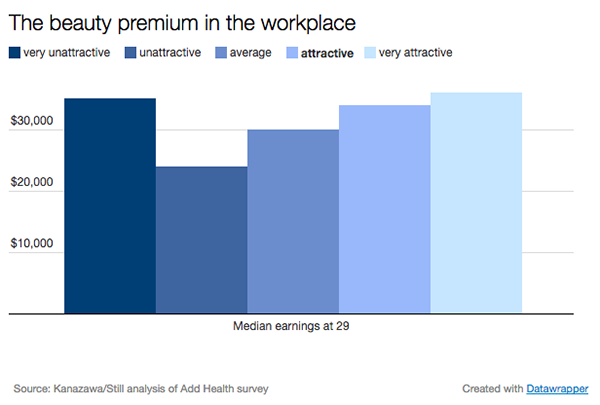 The beauty premium in the workplace
very unattractive unattractive average attractive very attractive
$30,000
$20,000
$10,000
Median earnings at 29
Source: Kanazawa/Still analysis of Add Health survey Created with Datawrapper